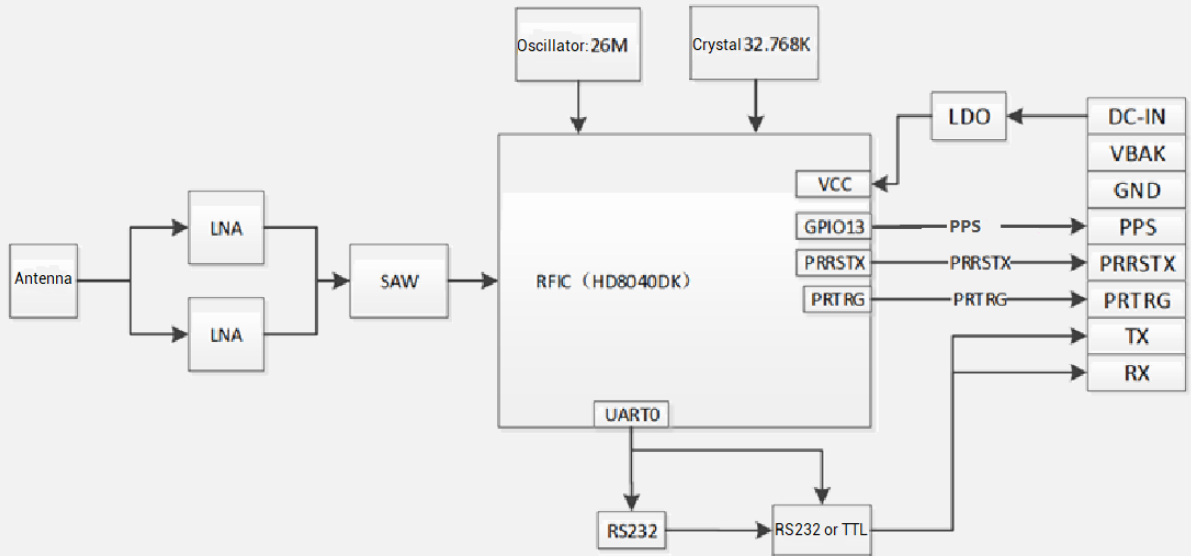 Oscillator: 26M
Crystal 32.768K
LDO
DC-IN
VBAK
VCC
GND
LNA
GPIO13
PPS
PPS
Antenna
SAW
RFIC（HD8040DK）
PRRSTX
PRRSTX
PRRSTX
PRTRG
PRTRG
PRTRG
LNA
TX
RX
UART0
RS232
RS232 or TTL